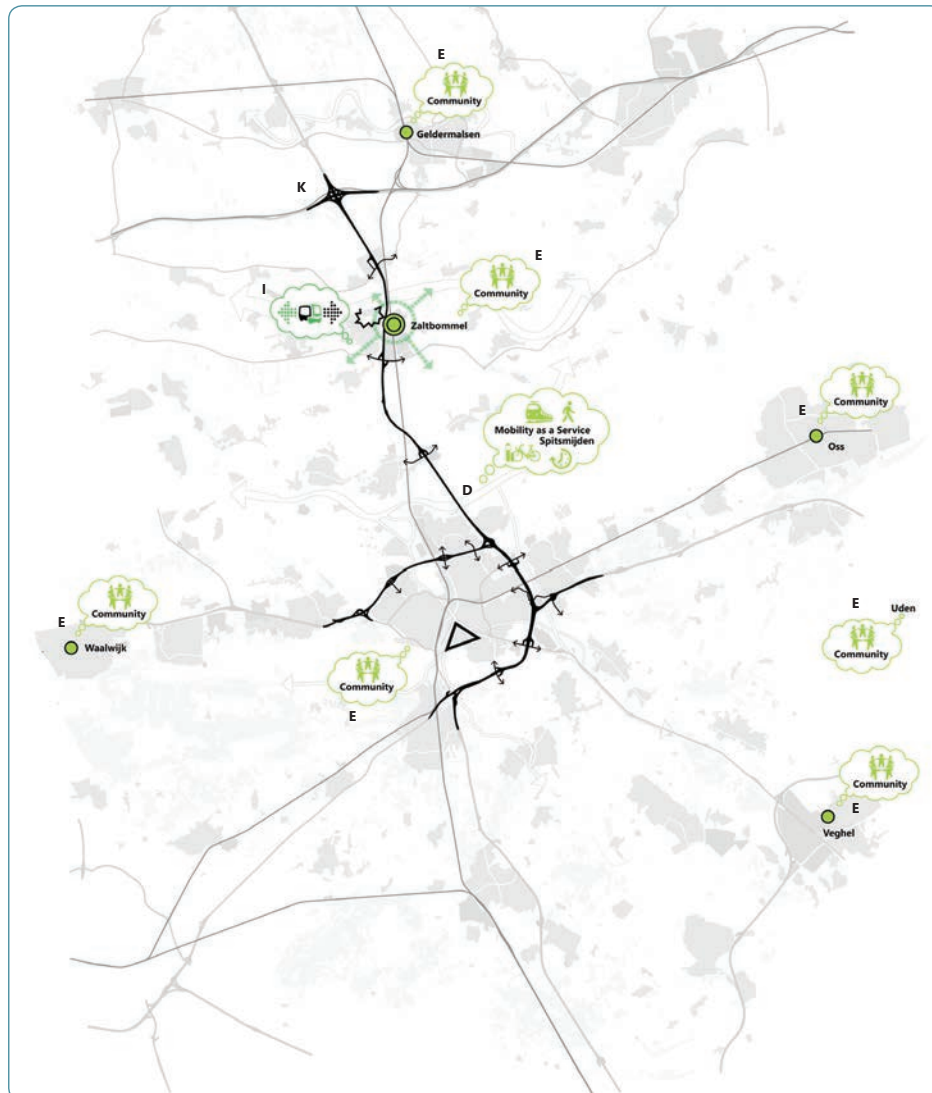 E
Community
Geldermalsen
K
E
Community
I
Zaltbommel
E
Community
Oss
Mobility as a Service
Spitsmijden
D
E
Community
Waalwijk
E
Uden
Community
Community
E
Community
E
Veghel